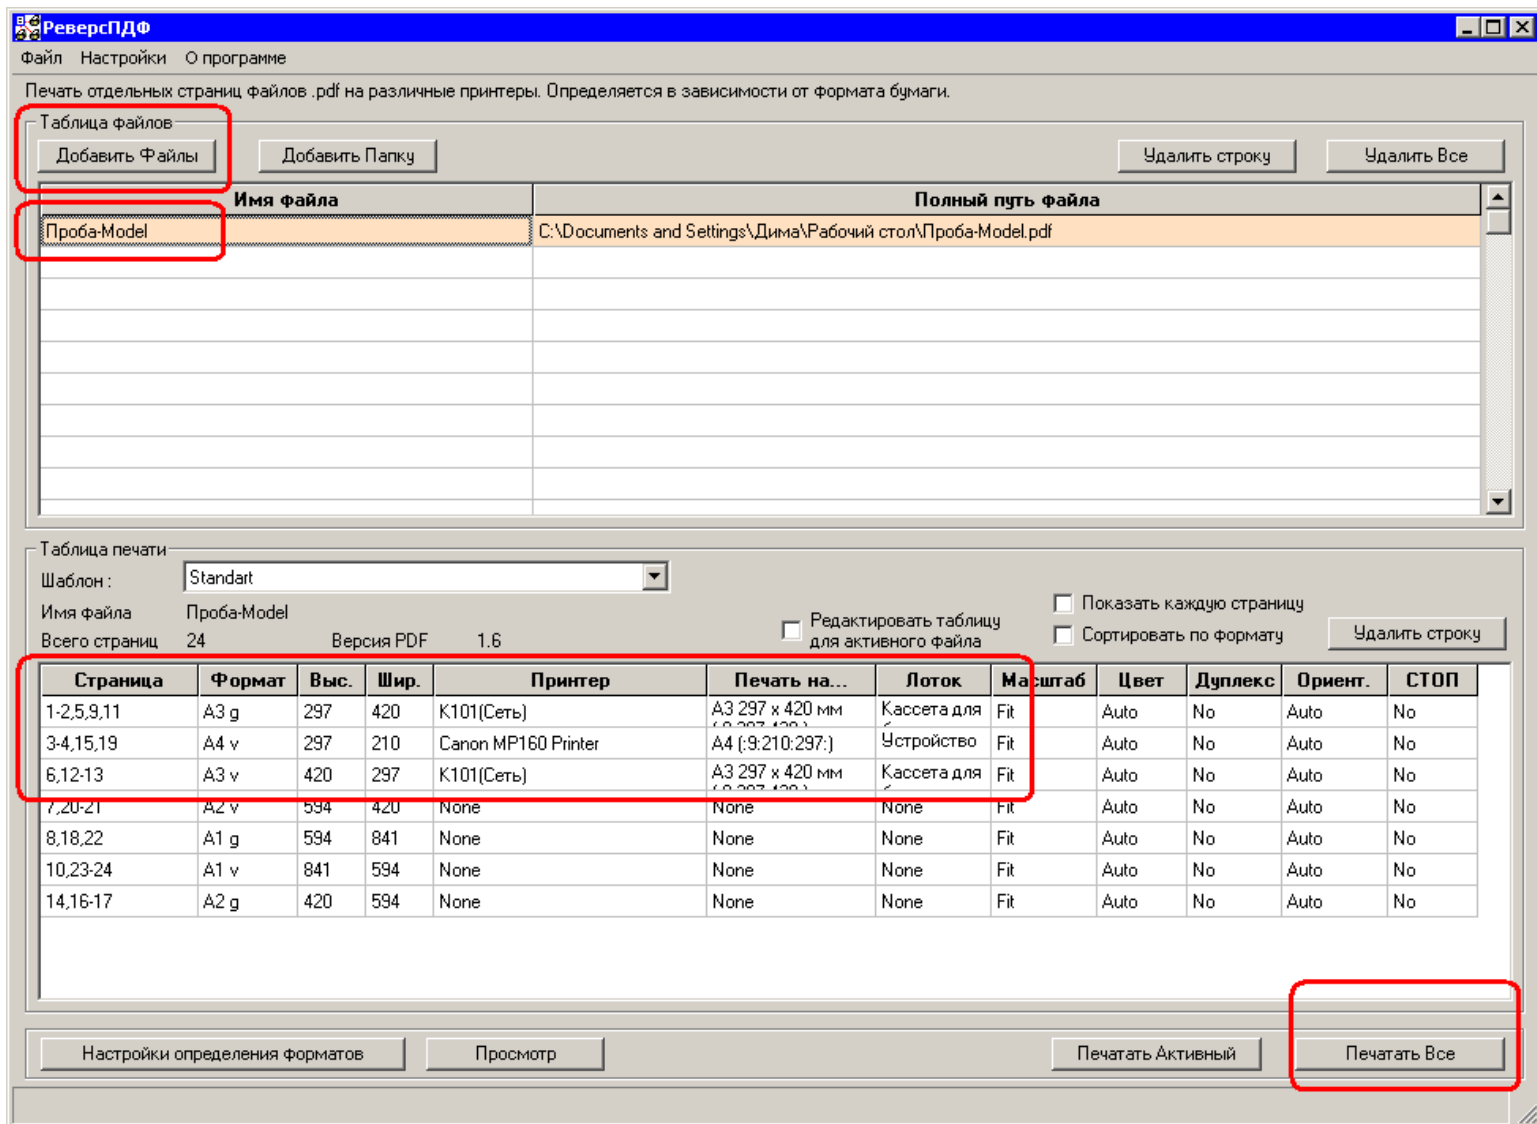 РеверсПДФ
Файл Настройки О программе
Печать отдельных страниц файлов .pdf на различные принтеры. Определяется в зависимости от формата бумаги.
Таблица файлов
Добавить Файлы Добавить Папку Удалить строку Удалить Все
Имя файла Полный путь файла
Проба-Model C:\Documents and Settings\Дима\Рабочий стол\Проба-Model.pdf
Таблица печати
Шаблон : Standart
Имя файла Проба-Model
Всего страниц 24 Версия PDF 1.6
Редактировать таблицу
для активного файла
Показать каждую страницу
Сортировать по формату
Удалить строку
Страница Формат Выс. Шир. Принтер Печать на... Лоток Масштаб Цвет Дуплекс Ориент. СТОП
1-2,5,9,11 A3 g 297 420 K101(Сеть) A3 297 x 420 мм Кассета для Fit Auto No Auto No
3-4,15,19 A4 v 297 210 Canon MP160 Printer A4 (:9:210:297:) Устройство Fit Auto No Auto No
6,12-13 A3 v 420 297 K101(Сеть) A3 297 x 420 мм Кассета для Fit Auto No Auto No
7,20-21 A2 v 594 420 None None None Fit Auto No Auto No
8,18,22 A1 g 594 841 None None None Fit Auto No Auto No
10,23-24 A1 v 841 594 None None None Fit Auto No Auto No
14,16-17 A2 g 420 594 None None None Fit Auto No Auto No
Настройки определения форматов Просмотр Печатать Активный Печатать Все